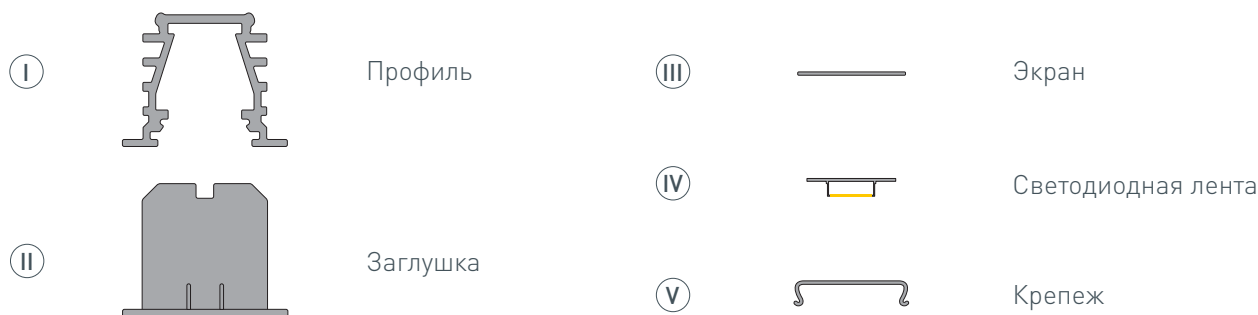 I
Профиль
II
Заглушка
III
Экран
IV
Светодиодная лента
V
Крепеж